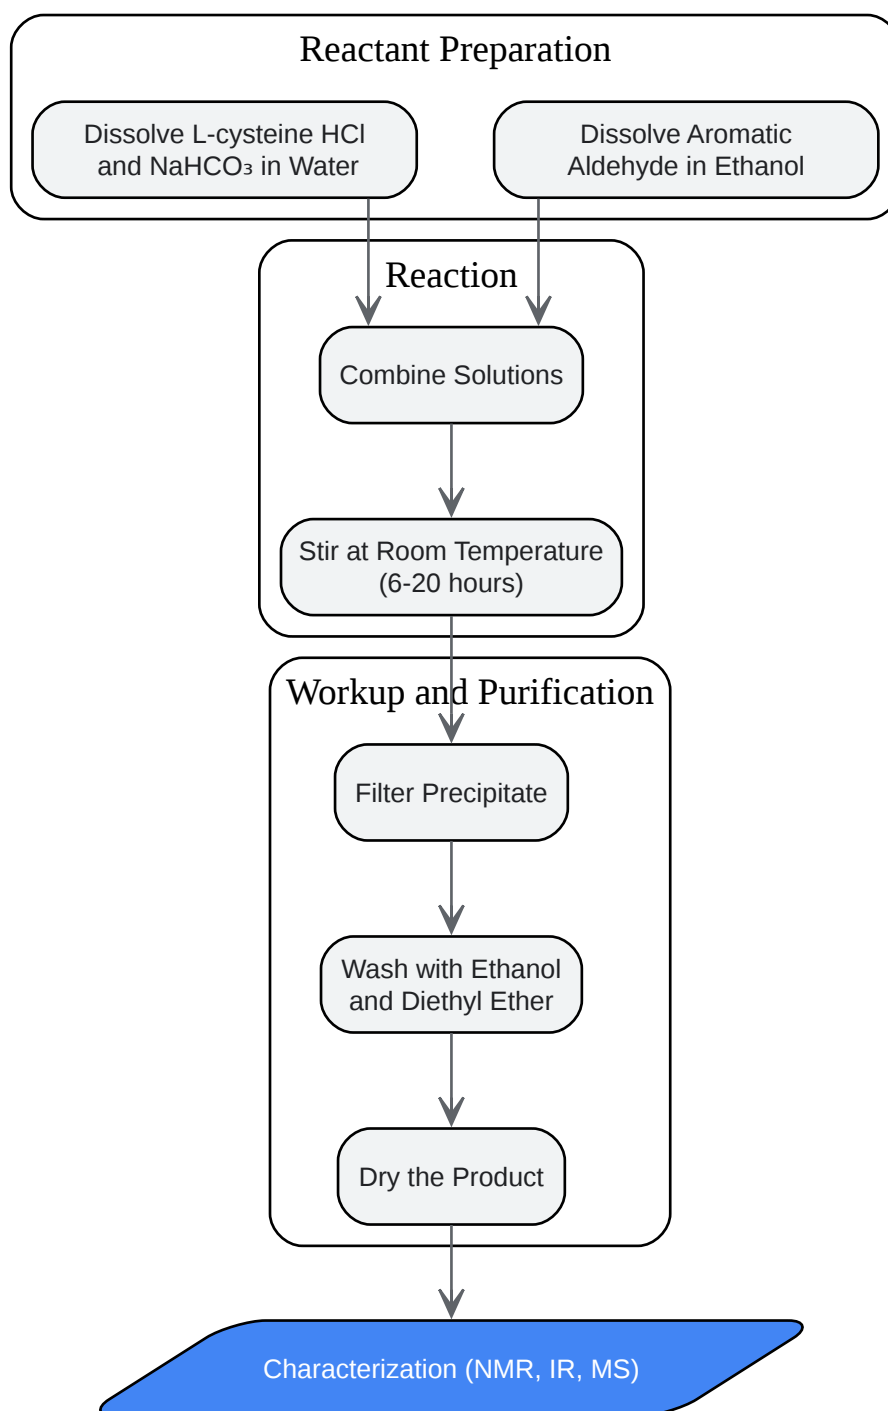 Reactant Preparation
Dissolve L-cysteine HCl
and NaHCO₃ in Water
Dissolve Aromatic
Aldehyde in Ethanol
Reaction
Combine Solutions
Stir at Room Temperature
(6-20 hours)
Workup and Purification
Filter Precipitate
Wash with Ethanol
and Diethyl Ether
Dry the Product
Characterization (NMR, IR, MS)